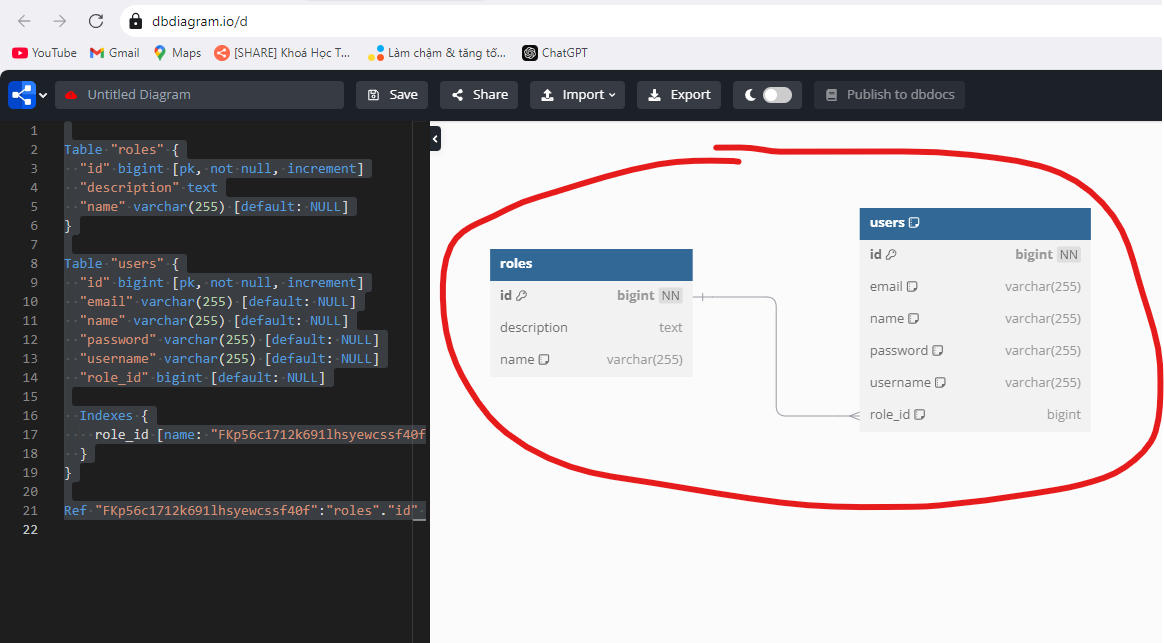 dbdiagram.io/d
YouTube Gmail Maps [SHARE] Khoá Học T... Làm chậm & tăng tố... ChatGPT
Untitled Diagram Save Share Import Export Publish to dbdocs
1
2 Table "roles" {
3 "id" bigint [pk, not null, increment]
4 "description" text
5 "name" varchar(255) [default: NULL]
6 }
7
8 Table "users" {
9 "id" bigint [pk, not null, increment]
10 "email" varchar(255) [default: NULL]
11 "name" varchar(255) [default: NULL]
12 "password" varchar(255) [default: NULL]
13 "username" varchar(255) [default: NULL]
14 "role_id" bigint [default: NULL]
15
16 Indexes {
17 role_id [name: "FKp56c1712k691lhsyewcssf40f
18 }
19 }
20
21 Ref "FKp56c1712k691lhsyewcssf40f":"roles"."id"
22
roles
id bigint NN
description text
name varchar(255)
users
id bigint NN
email varchar(255)
name varchar(255)
password varchar(255)
username varchar(255)
role_id bigint